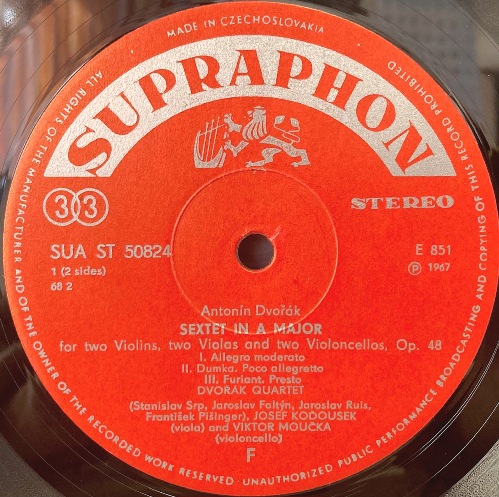 MADE IN CZECHOSLOVAKIA
SUPRAPHON
ALL RIGHTS OF THE MANUFACTURER AND OF THE OWNER OF THE RECORDED WORK RESERVED · UNAUTHORIZED PUBLIC PERFORMANCE BROADCASTING AND COPYING OF THIS RECORD PROHIBITED
33
STEREO
SUA ST 50824
E 851
1 (2 sides)
Ⓟ 1967
68 2
Antonín Dvořák
SEXTET IN A MAJOR
for two Violins, two Violas and two Violoncellos, Op. 48
I. Allegro moderato
II. Dumka. Poco allegretto
III. Furiant. Presto
DVOŘÁK QUARTET
(Stanislav Srp, Jaroslav Foltýn, Jaroslav Ruis,
František Pišinger), JOSEF KODOUSEK
(viola) and VIKTOR MOUČKA
(violoncello)
F